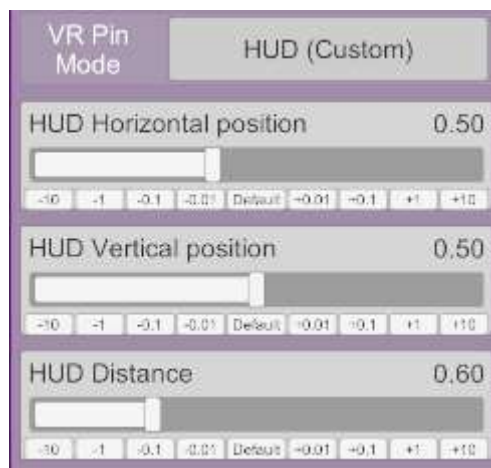 VR Pin
Mode
HUD (Custom)
HUD Horizontal position 0.50
-10 -1 -0.1 -0.01 Default +0.01 +0.1 +1 +10
HUD Vertical position 0.50
-10 -1 -0.1 -0.01 Default +0.01 +0.1 +1 +10
HUD Distance 0.60
-10 -1 -0.1 -0.01 Default +0.01 +0.1 +1 +10